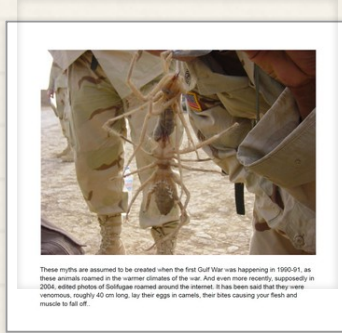 These myths are assumed to be created when the first Gulf War was happening in 1990-91, as
these animals roamed in the warmer climates of the war. And even more recently, supposedly in
2004, edited photos of Solifugae roamed around the internet. It has been said that they were
venomous, roughly 40 cm long, lay their eggs in camels, their bites causing your flesh and
muscle to fall off.